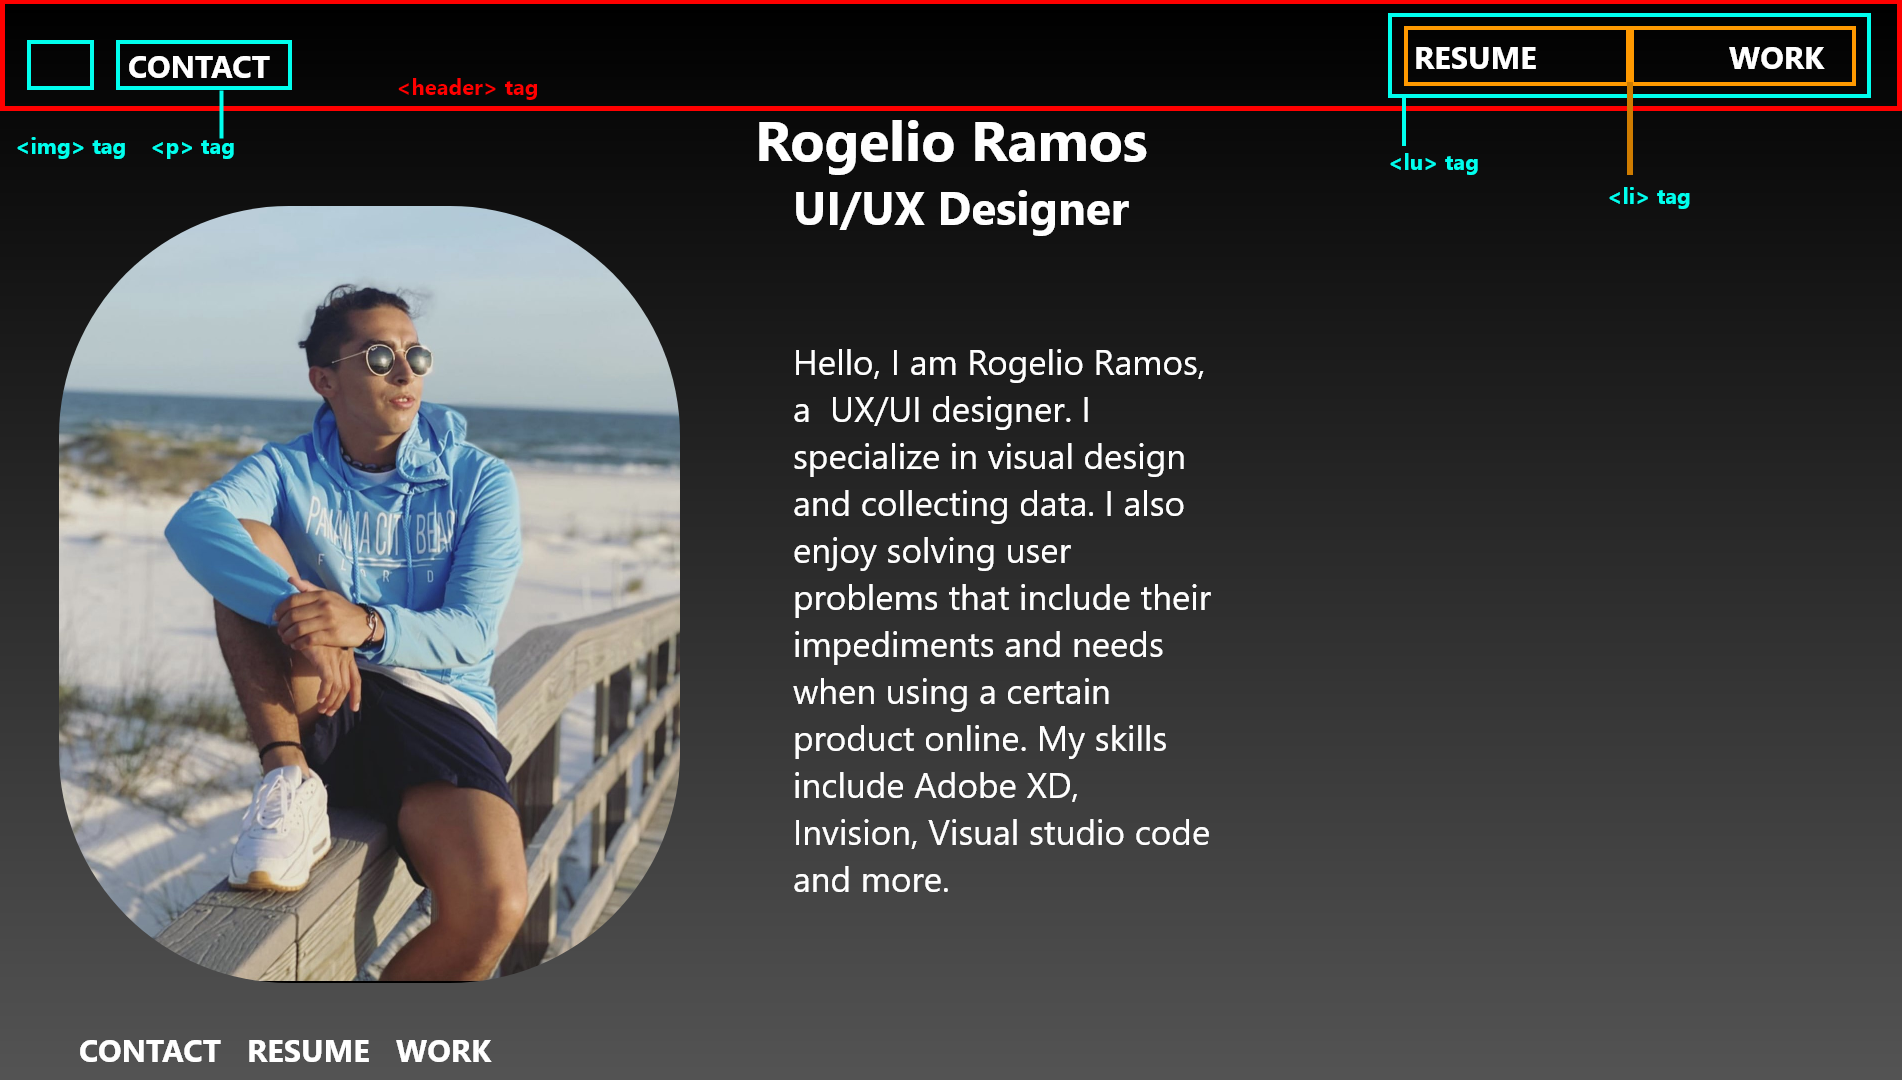 CONTACT
RESUME WORK
<header> tag
<img> tag <p> tag
<lu> tag
<li> tag
Rogelio Ramos
UI/UX Designer
Hello, I am Rogelio Ramos,
a  UX/UI designer. I
specialize in visual design
and collecting data. I also
enjoy solving user
problems that include their
impediments and needs
when using a certain
product online. My skills
include Adobe XD,
Invision, Visual studio code
and more.
PANAMA CITY
CONTACT RESUME WORK